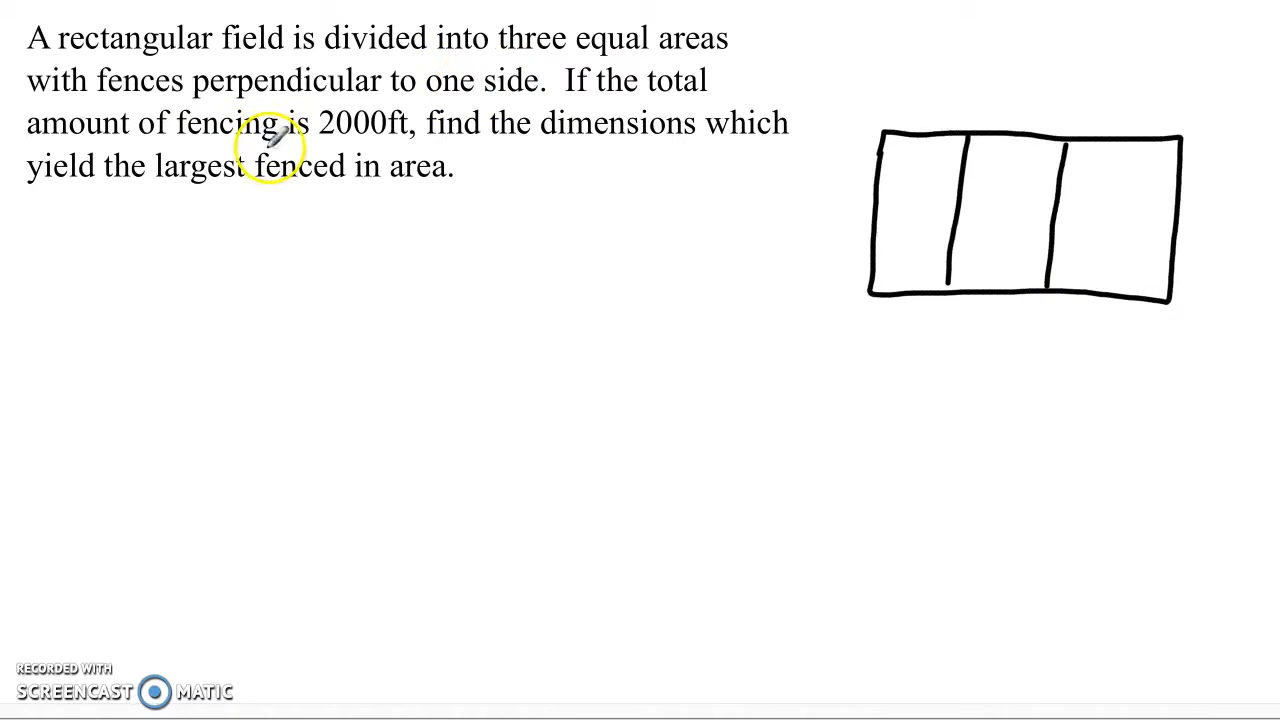 A rectangular field is divided into three equal areas
with fences perpendicular to one side.  If the total
amount of fencing is 2000ft, find the dimensions which
yield the largest fenced in area.
RECORDED WITH
SCREENCAST MATIC